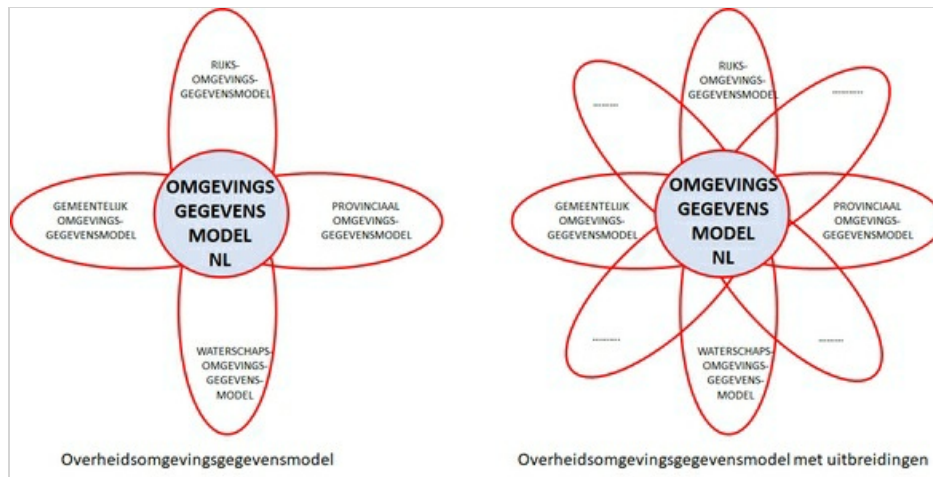 RIJKS-
OMGEVINGS-
GEGEVENSMODEL
GEMEENTELIJK
OMGEVINGS-
GEGEVENSMODEL
OMGEVINGS
GEGEVENS
MODEL
NL
PROVINCIAAL
OMGEVINGS-
GEGEVENSMODEL
WATERSCHAPS-
OMGEVINGS-
GEGEVENS-
MODEL
Overheidsomgevingsgegevensmodel
RIJKS-
OMGEVINGS-
GEGEVENSMODEL
..........
............
GEMEENTELIJK
OMGEVINGS-
GEGEVENSMODEL
OMGEVINGS
GEGEVENS
MODEL
NL
PROVINCIAAL
OMGEVINGS-
GEGEVENSMODEL
...........
..........
WATERSCHAPS-
OMGEVINGS-
GEGEVENS-
MODEL
Overheidsomgevingsgegevensmodel met uitbreidingen